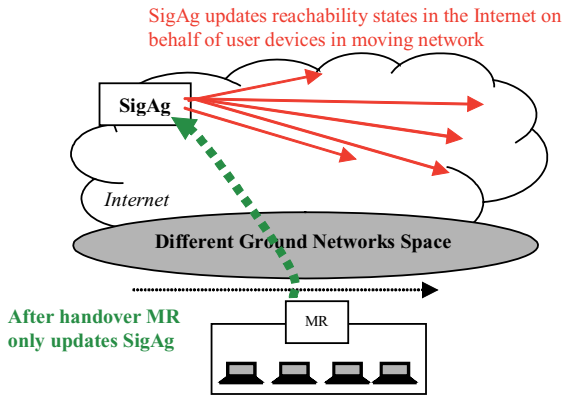 SigAg updates reachability states in the Internet on
behalf of user devices in moving network
SigAg
Internet
Different Ground Networks Space
After handover MR
only updates SigAg
MR